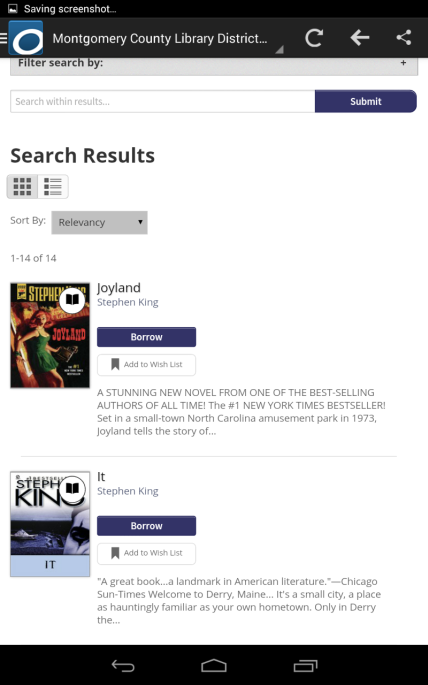 Saving screenshot...
Montgomery County Library District...
Filter search by:
+
Search within results...
Submit
Search Results
Sort By:
Relevancy
1-14 of 14
STEPHEN
JOYLAND
Joyland
Stephen King
Borrow
Add to Wish List
A STUNNING NEW NOVEL FROM ONE OF THE BEST-SELLING
AUTHORS OF ALL TIME! The #1 NEW YORK TIMES BESTSELLER!
Set in a small-town North Carolina amusement park in 1973,
Joyland tells the story of...
STEPH
KING
IT
It
Stephen King
Borrow
Add to Wish List
"A great book...a landmark in American literature."—Chicago
Sun-Times Welcome to Derry, Maine... It's a small city, a place
as hauntingly familiar as your own hometown. Only in Derry
the...